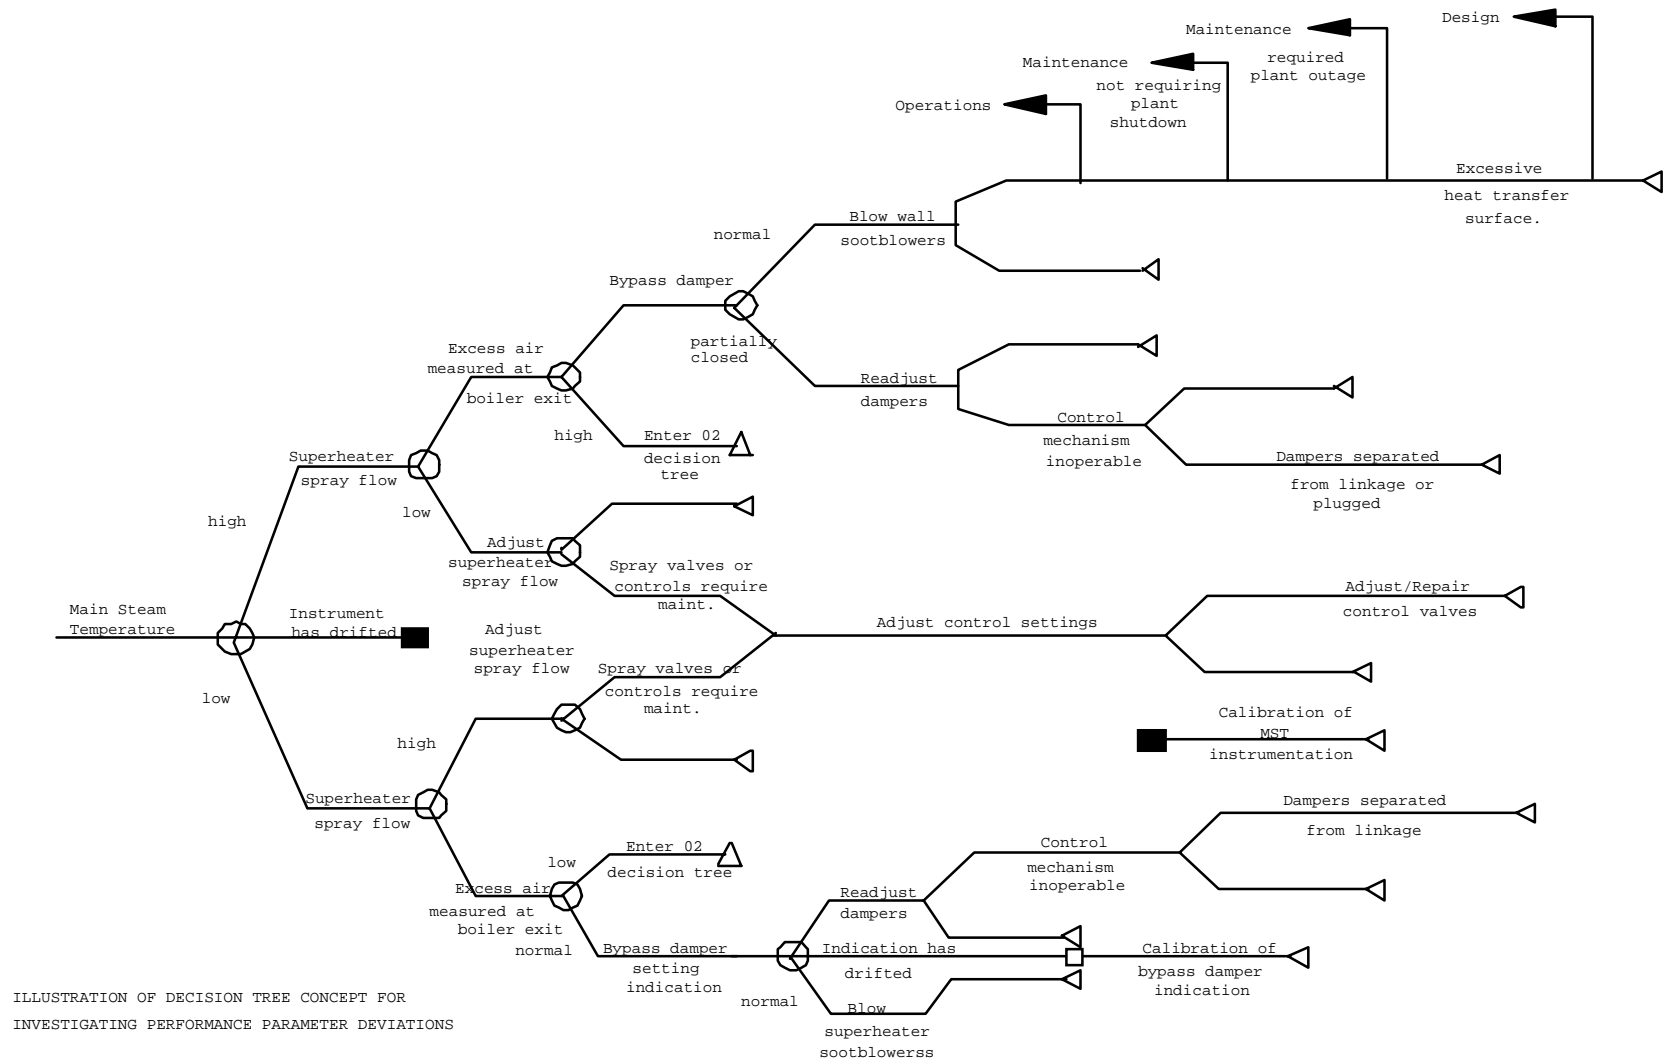 Design
Maintenance
required
plant outage
Maintenance
not requiring
plant
shutdown
Operations
Excessive
heat transfer
surface.
Blow wall
sootblowers
normal
Bypass damper
partially
closed
Excess air
measured at
boiler exit
Readjust
dampers
Control
mechanism
inoperable
high
Enter 02
decision
tree
Dampers separated
from linkage or
plugged
Superheater
spray flow
high
low
Adjust
superheater
spray flow
Spray valves or
controls require
maint.
Adjust/Repair
control valves
Main Steam
Temperature
Instrument
has drifted
Adjust
superheater
spray flow
Adjust control settings
Spray valves or
controls require
maint.
low
Calibration of
MST
instrumentation
high
Superheater
spray flow
Dampers separated
from linkage
Enter 02
decision tree
low
Control
mechanism
inoperable
Excess air
measured at
boiler exit
normal
Readjust
dampers
Bypass damper
setting
indication
Indication has
drifted
Calibration of
bypass damper
indication
normal
Blow
superheater
sootblowerss
ILLUSTRATION OF DECISION TREE CONCEPT FOR
INVESTIGATING PERFORMANCE PARAMETER DEVIATIONS